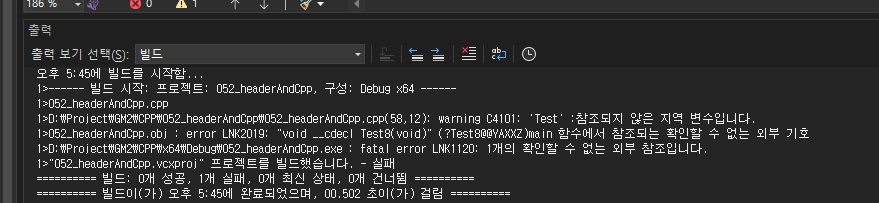 186 %
0
1
출력
출력 보기 선택(S): 빌드
오후 5:45에 빌드를 시작함...
1>------ 빌드 시작: 프로젝트: 052_headerAndCpp, 구성: Debug x64 ------
1>052_headerAndCpp.cpp
1>D:\Project\GM2\CPP\052_headerAndCpp\052_headerAndCpp.cpp(58,12): warning C4101: 'Test' :참조되지 않은 지역 변수입니다.
1>052_headerAndCpp.obj : error LNK2019: "void __cdecl Test8(void)" (?Test8@@YAXXZ)main 함수에서 참조되는 확인할 수 없는 외부 기호
1>D:\Project\GM2\CPP\x64\Debug\052_headerAndCpp.exe : fatal error LNK1120: 1개의 확인할 수 없는 외부 참조입니다.
1>"052_headerAndCpp.vcxproj" 프로젝트를 빌드했습니다. - 실패
========== 빌드: 0개 성공, 1개 실패, 0개 최신 상태, 0개 건너뜀 ==========
========== 빌드이(가) 오후 5:45에 완료되었으며, 00.502 초이(가) 걸림 ==========